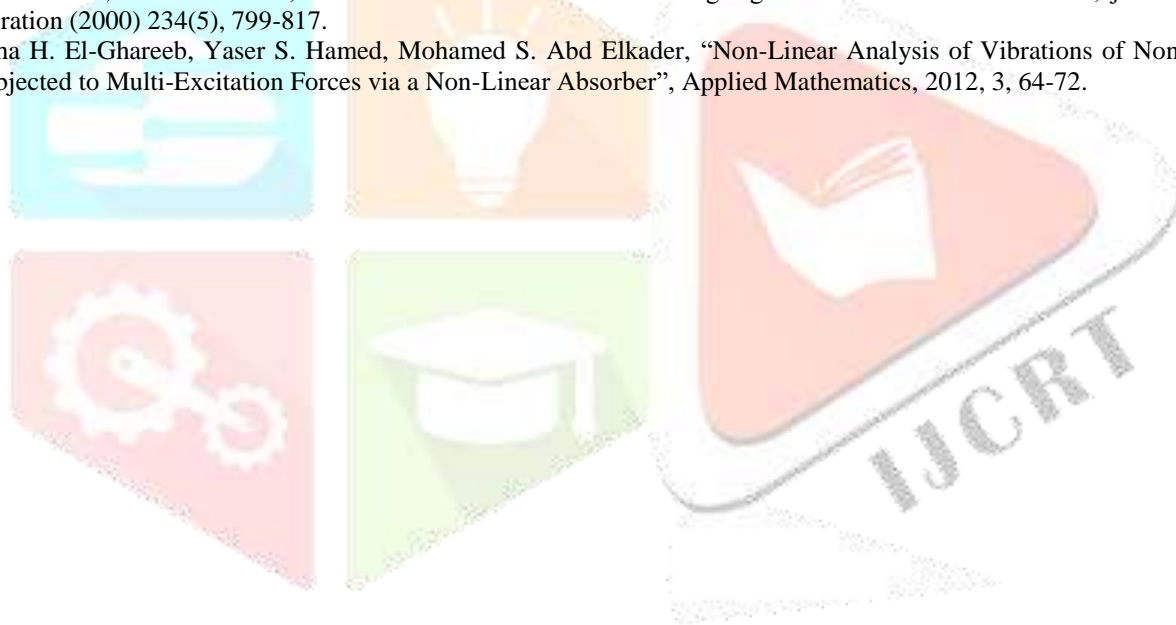 ration (2000) 234(5), 799-817.
H. El-Ghareeb, Yaser S. Hamed, Mohamed S. Abd Elkader, “Non-Linear Analysis of Vibrations of Non
bjected to Multi-Excitation Forces via a Non-Linear Absorber”, Applied Mathematics, 2012, 3, 64-72.
IJCRT